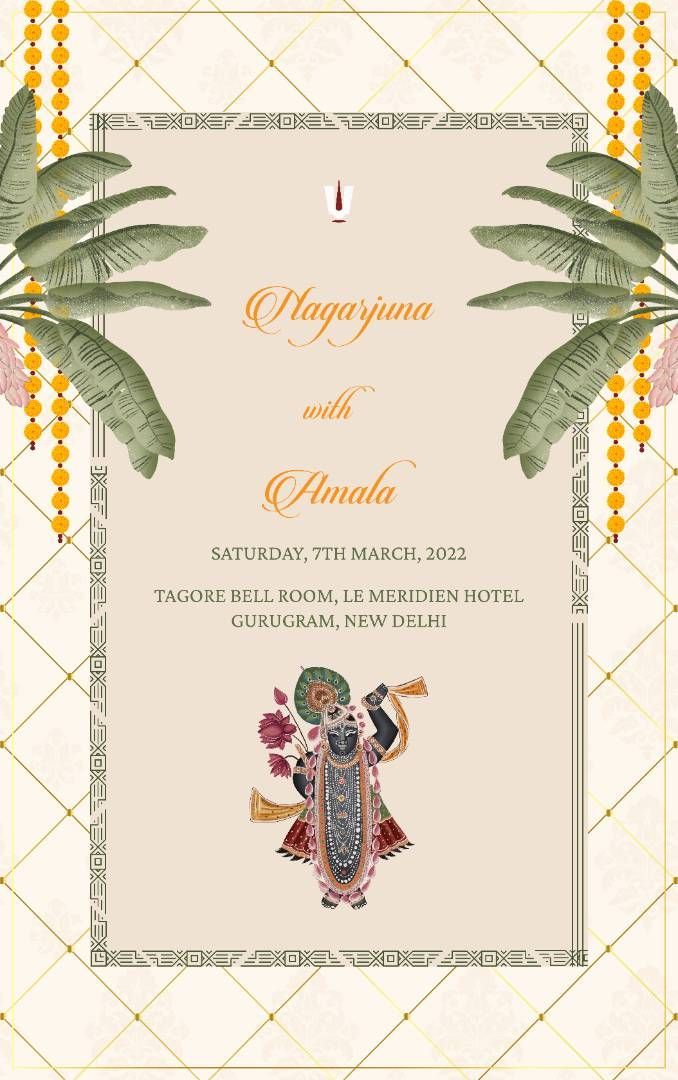 Nagarjuna
with
Amala
SATURDAY, 7TH MARCH, 2022
TAGORE BELL ROOM, LE MERIDIEN HOTEL
GURUGRAM, NEW DELHI